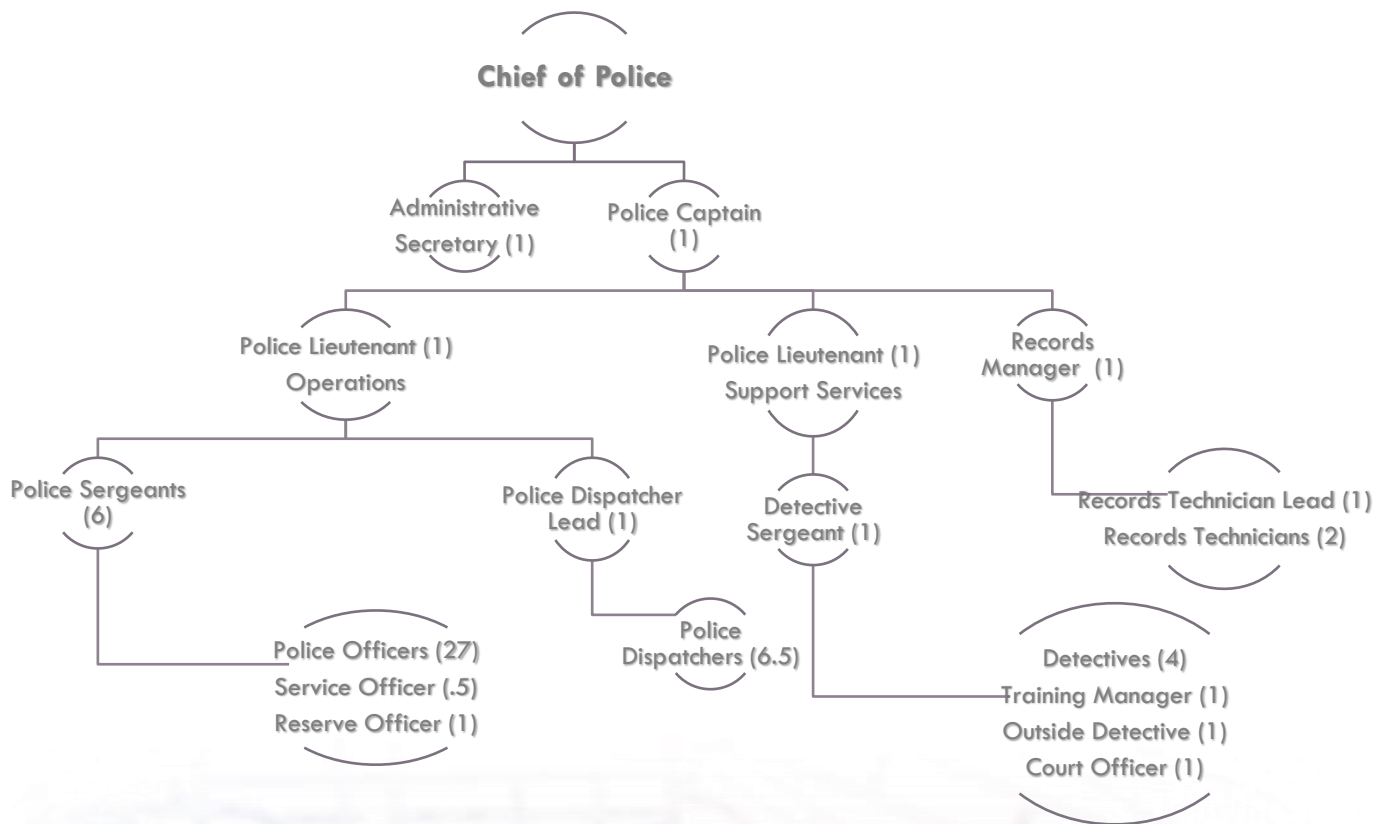 Chief of Police
Administrative
Secretary (1)
Police Captain
(1)
Police Lieutenant (1)
Operations
Police Lieutenant (1)
Support Services
Records
Manager (1)
Police Sergeants
(6)
Police Dispatcher
Lead (1)
Detective
Sergeant (1)
Records Technician Lead (1)
Records Technicians (2)
Police Officers (27)
Service Officer (.5)
Reserve Officer (1)
Police
Dispatchers (6.5)
Detectives (4)
Training Manager (1)
Outside Detective (1)
Court Officer (1)